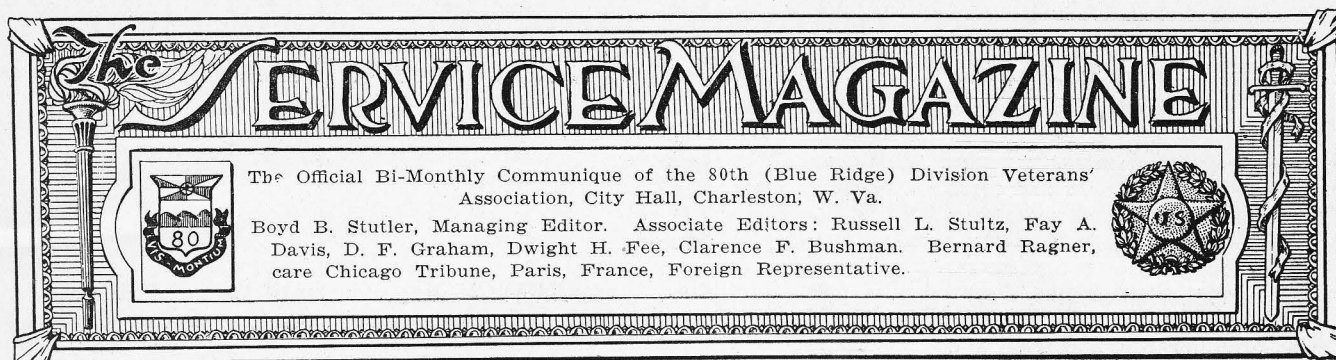 The SERVICE MAGAZINE
The Official Bi-Monthly Communique of the 80th (Blue Ridge) Division Veterans'
Association, City Hall, Charleston, W. Va.
Boyd B. Stutler, Managing Editor. Associate Editors: Russell L. Stultz, Fay A.
Davis, D. F. Graham, Dwight H. Fee, Clarence F. Bushman. Bernard Ragner,
care Chicago Tribune, Paris, France, Foreign Representative.
80
VIS-MONTIUM
US